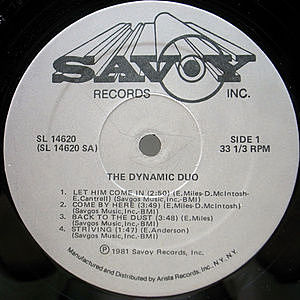 SAVOY
RECORDS INC.
SL 14620 SIDE 1
(SL 14620 SA) 33 1/3 RPM
THE DYNAMIC DUO
1. LET HIM COME IN (2:50) (E.Miles-D.McIntosh-
E.Cantrell) (Savgos Music,Inc.-BMI)
2. COME BY HERE (3:49) (E.Miles-D.McIntosh)
(Savgos Music,Inc.-BMI)
3. BACK TO THE DUST (3:48) (E.Miles)
(Savgos Music,Inc.-BMI)
4. STRIVING (1:47) (E.Anderson)
(Savgos Music, Inc.-BMI)
℗ 1981 Savoy Records, Inc.
Manufactured and Distributed by Arista Records, Inc., N.Y. N.Y.